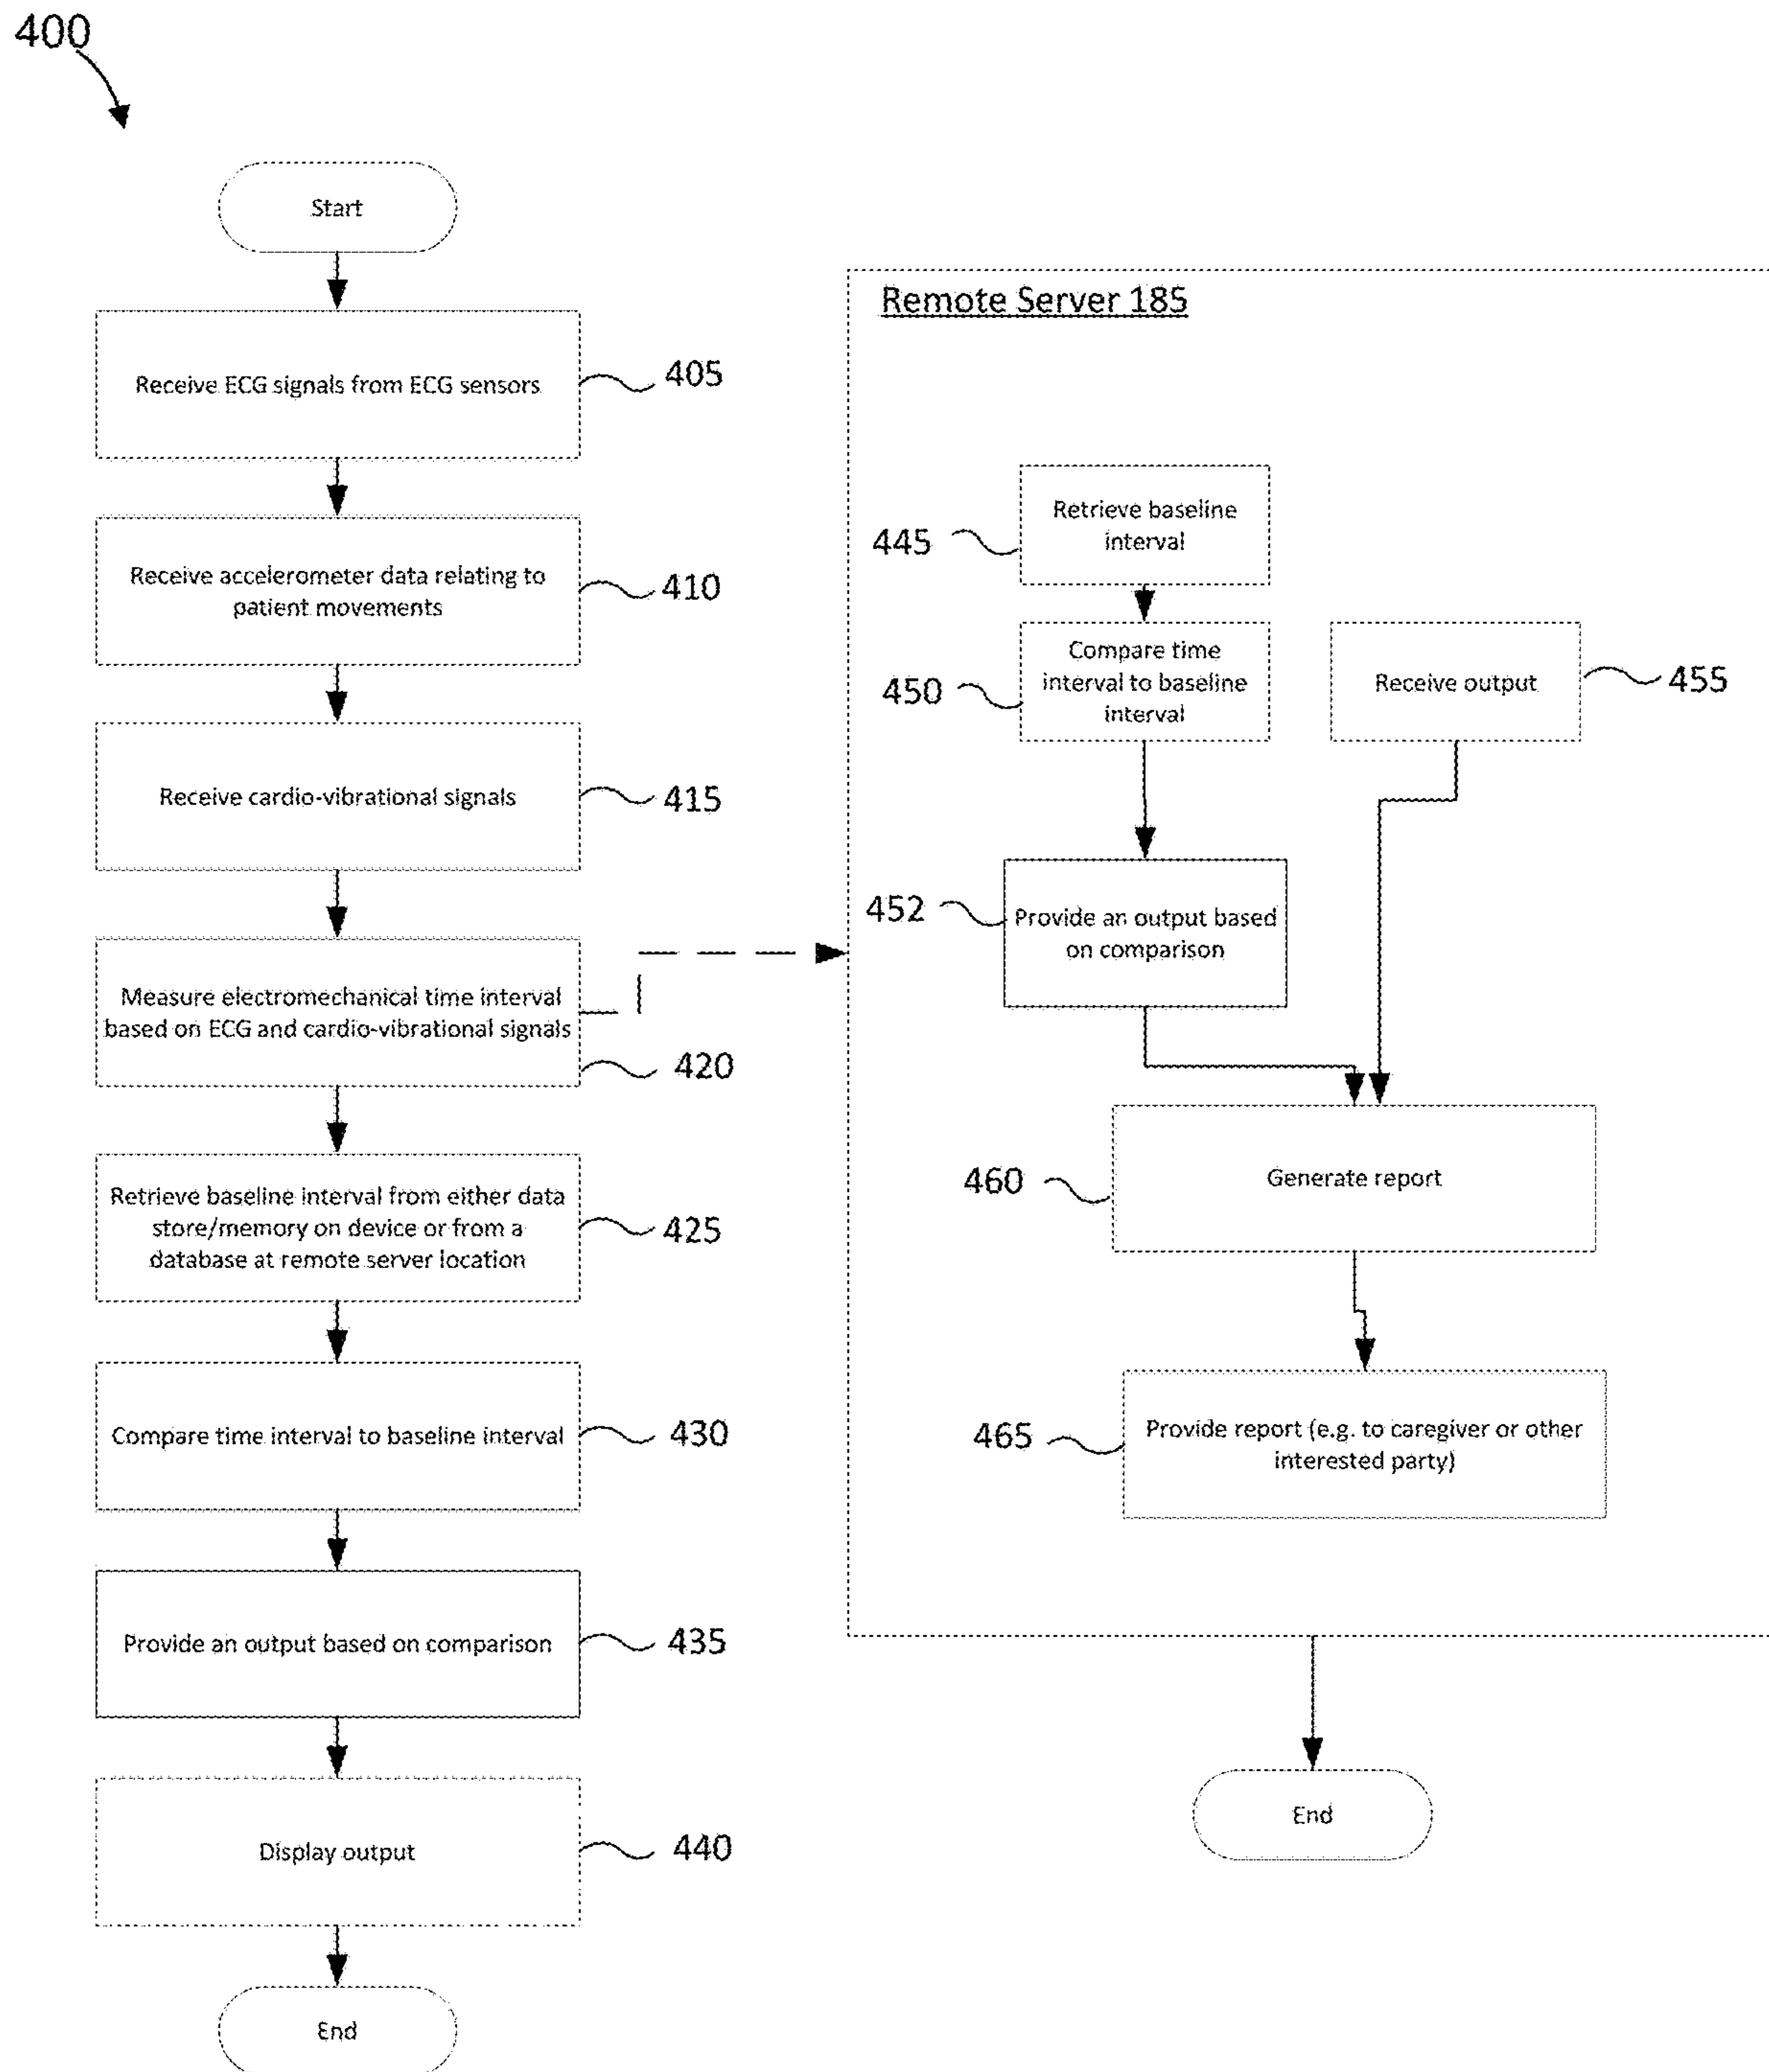 400
Start
Receive ECG signals from ECG sensors
405
Receive accelerometer data relating to
patient movements
410
Receive cardio-vibrational signals
415
Measure electromechanical time interval
based on ECG and cardio-vibrational signals
420
Retrieve baseline interval from either data
store/memory on device or from a
database at remote server location
425
Compare time interval to baseline interval
430
Provide an output based on comparison
435
Display output
440
End
Remote Server 185
Retrieve baseline
interval
445
Compare time
interval to baseline
interval
450
Receive output
455
Provide an output based
on comparison
452
Generate report
460
Provide report (e.g. to caregiver or other
interested party)
465
End